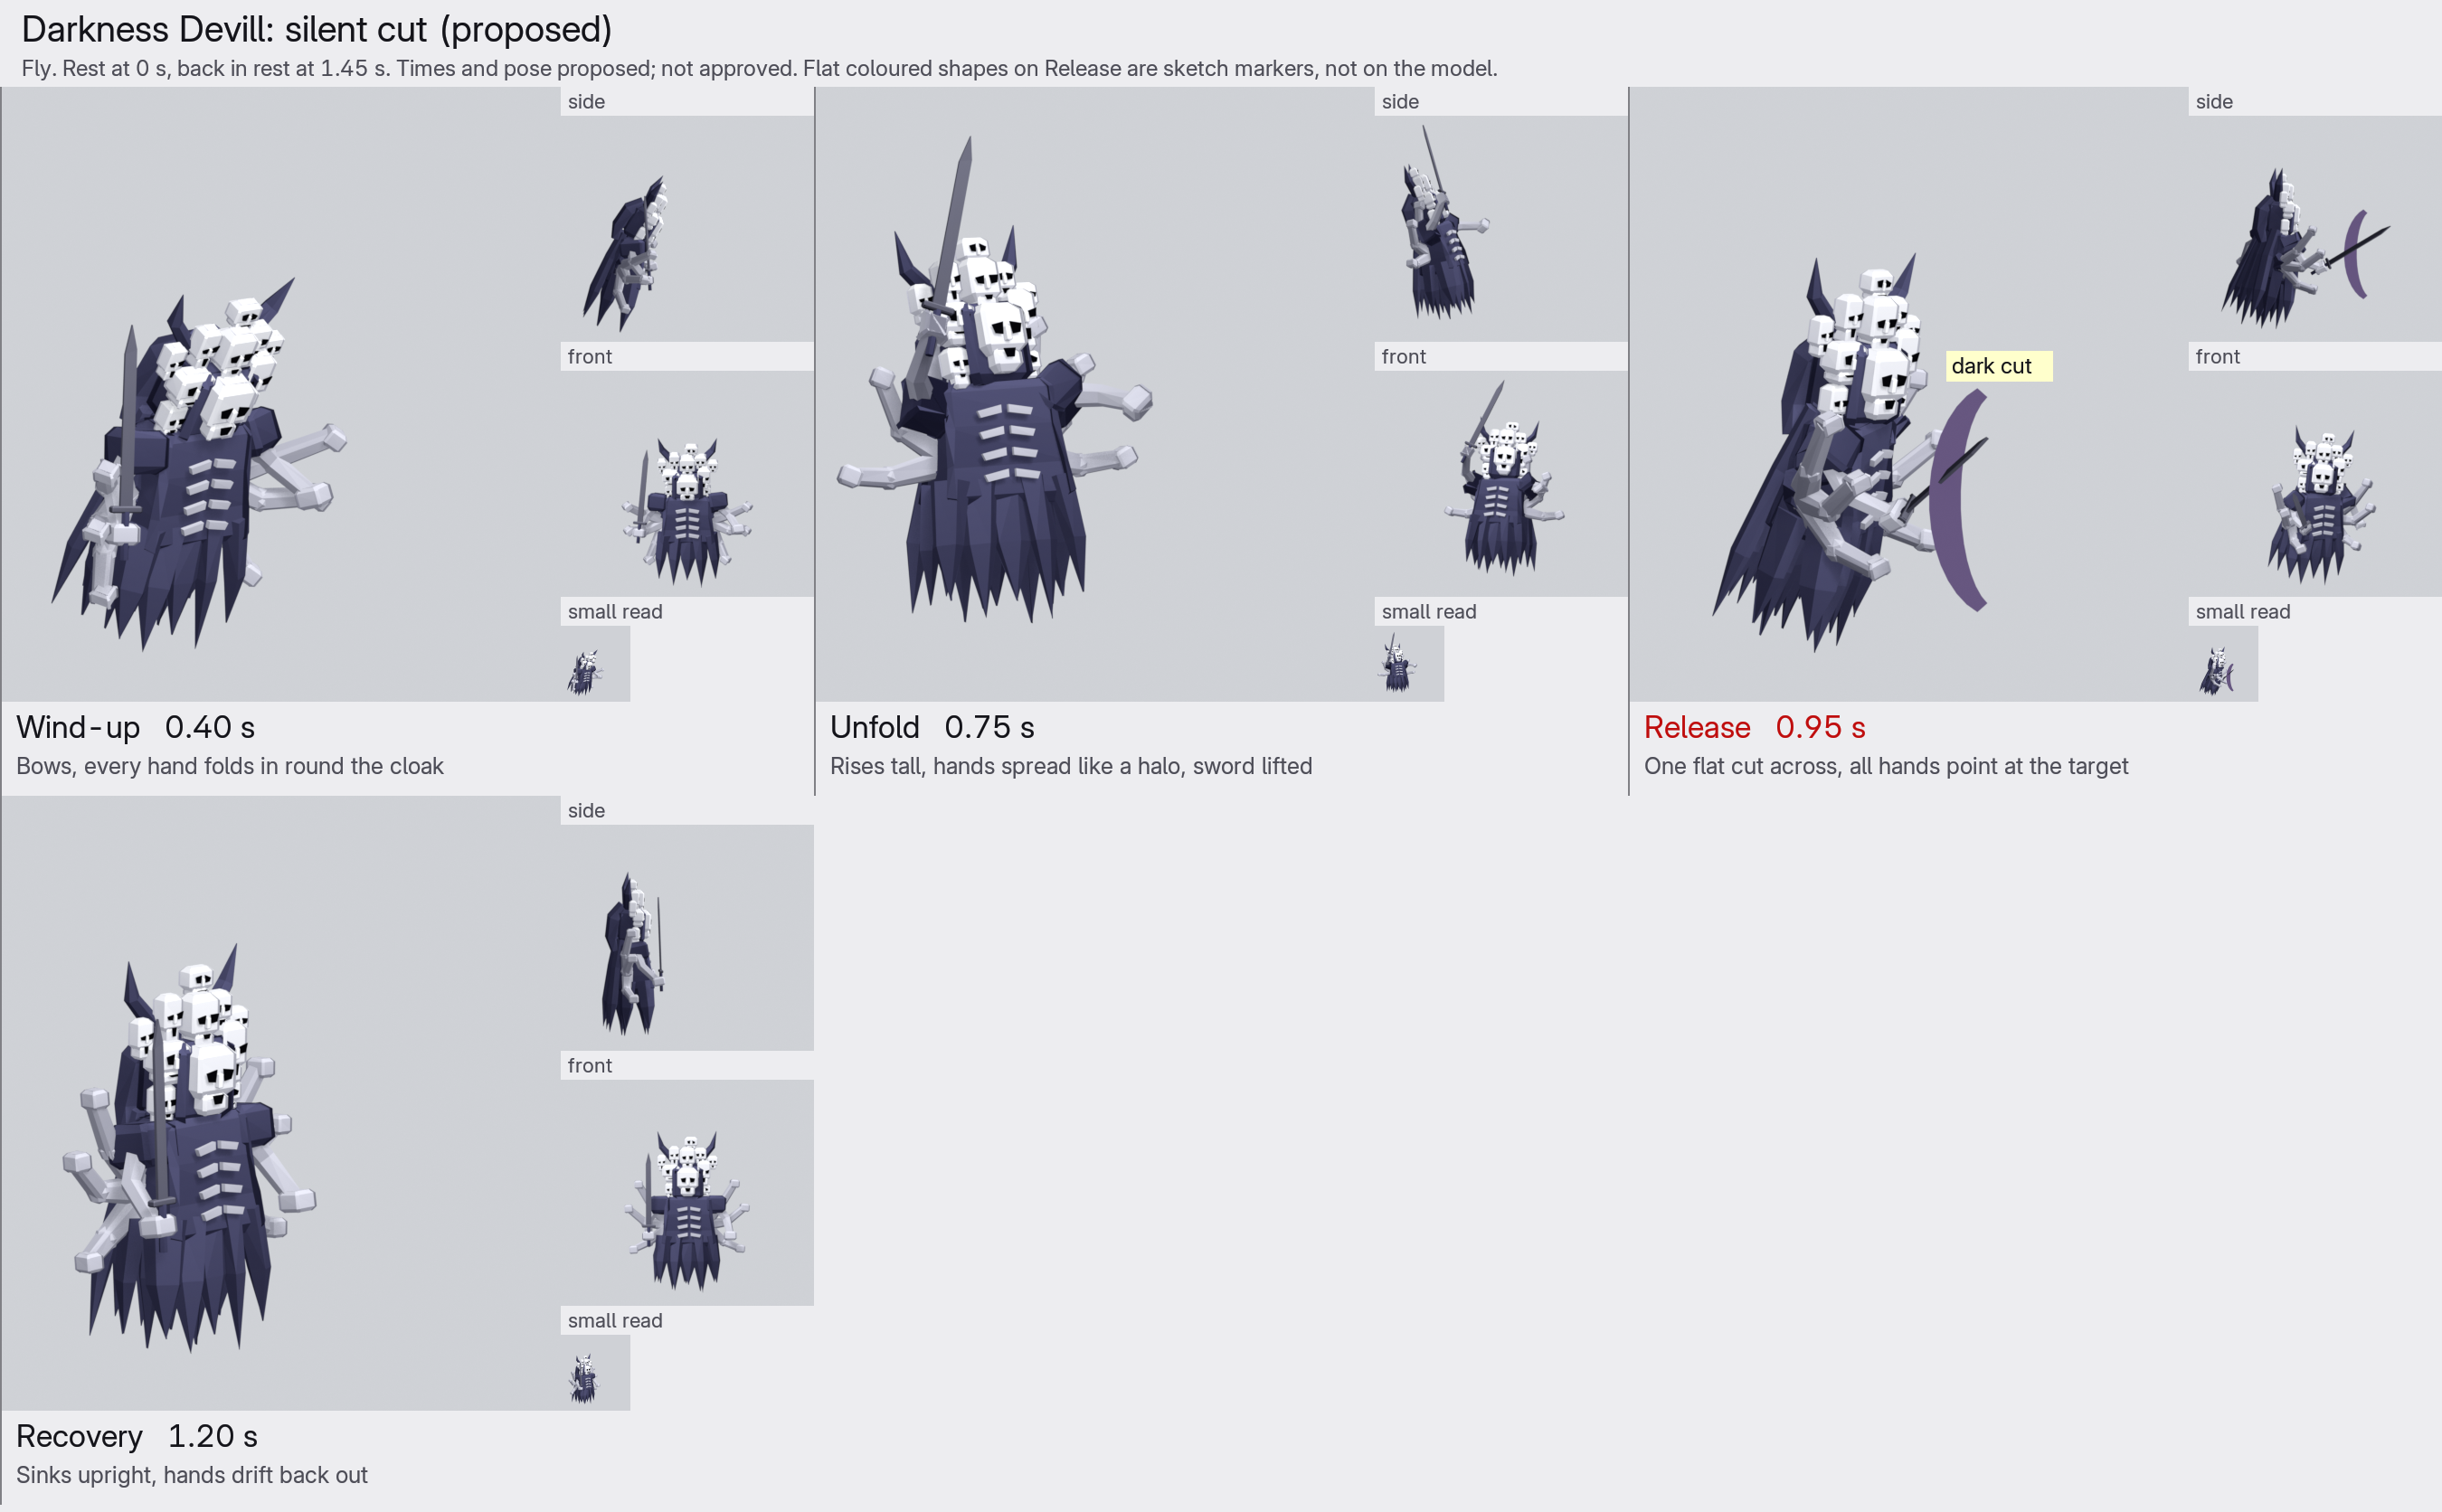 Darkness Devill: silent cut (proposed)
Fly. Rest at 0 s, back in rest at 1.45 s. Times and pose proposed; not approved. Flat coloured shapes on Release are sketch markers, not on the model.
side
front
small read
Wind-up 0.40 s
Bows, every hand folds in round the cloak
side
front
small read
Unfold 0.75 s
Rises tall, hands spread like a halo, sword lifted
dark cut
side
front
small read
Release 0.95 s
One flat cut across, all hands point at the target
side
front
small read
Recovery 1.20 s
Sinks upright, hands drift back out